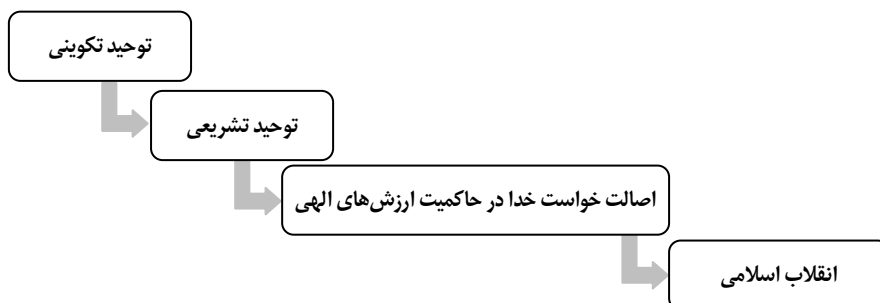 توحید تکوینی
توحید تشریعی
اصالت خواست خدا در حاکمیت ارزش‌های الهی
انقلاب اسلامی